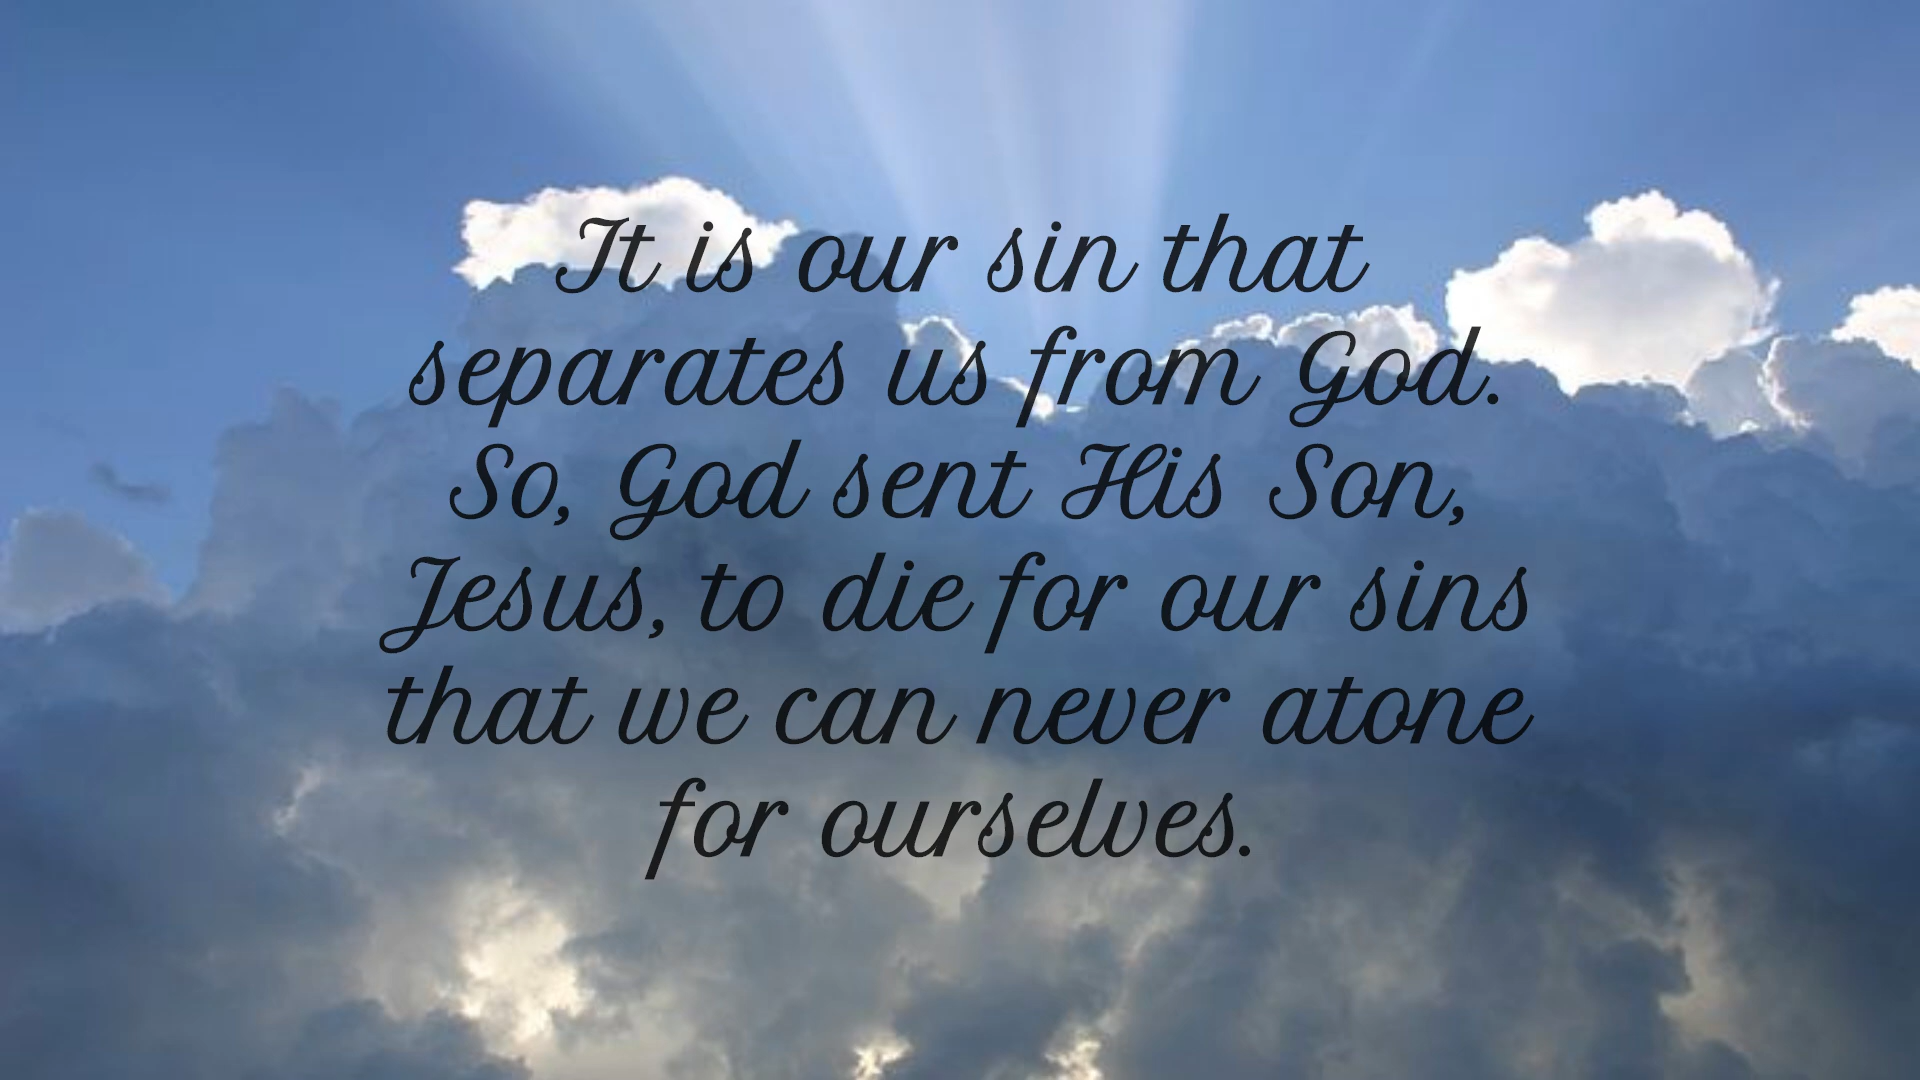 It is our sin that
separates us from God.
So, God sent His Son,
Jesus, to die for our sins
that we can never atone
for ourselves.